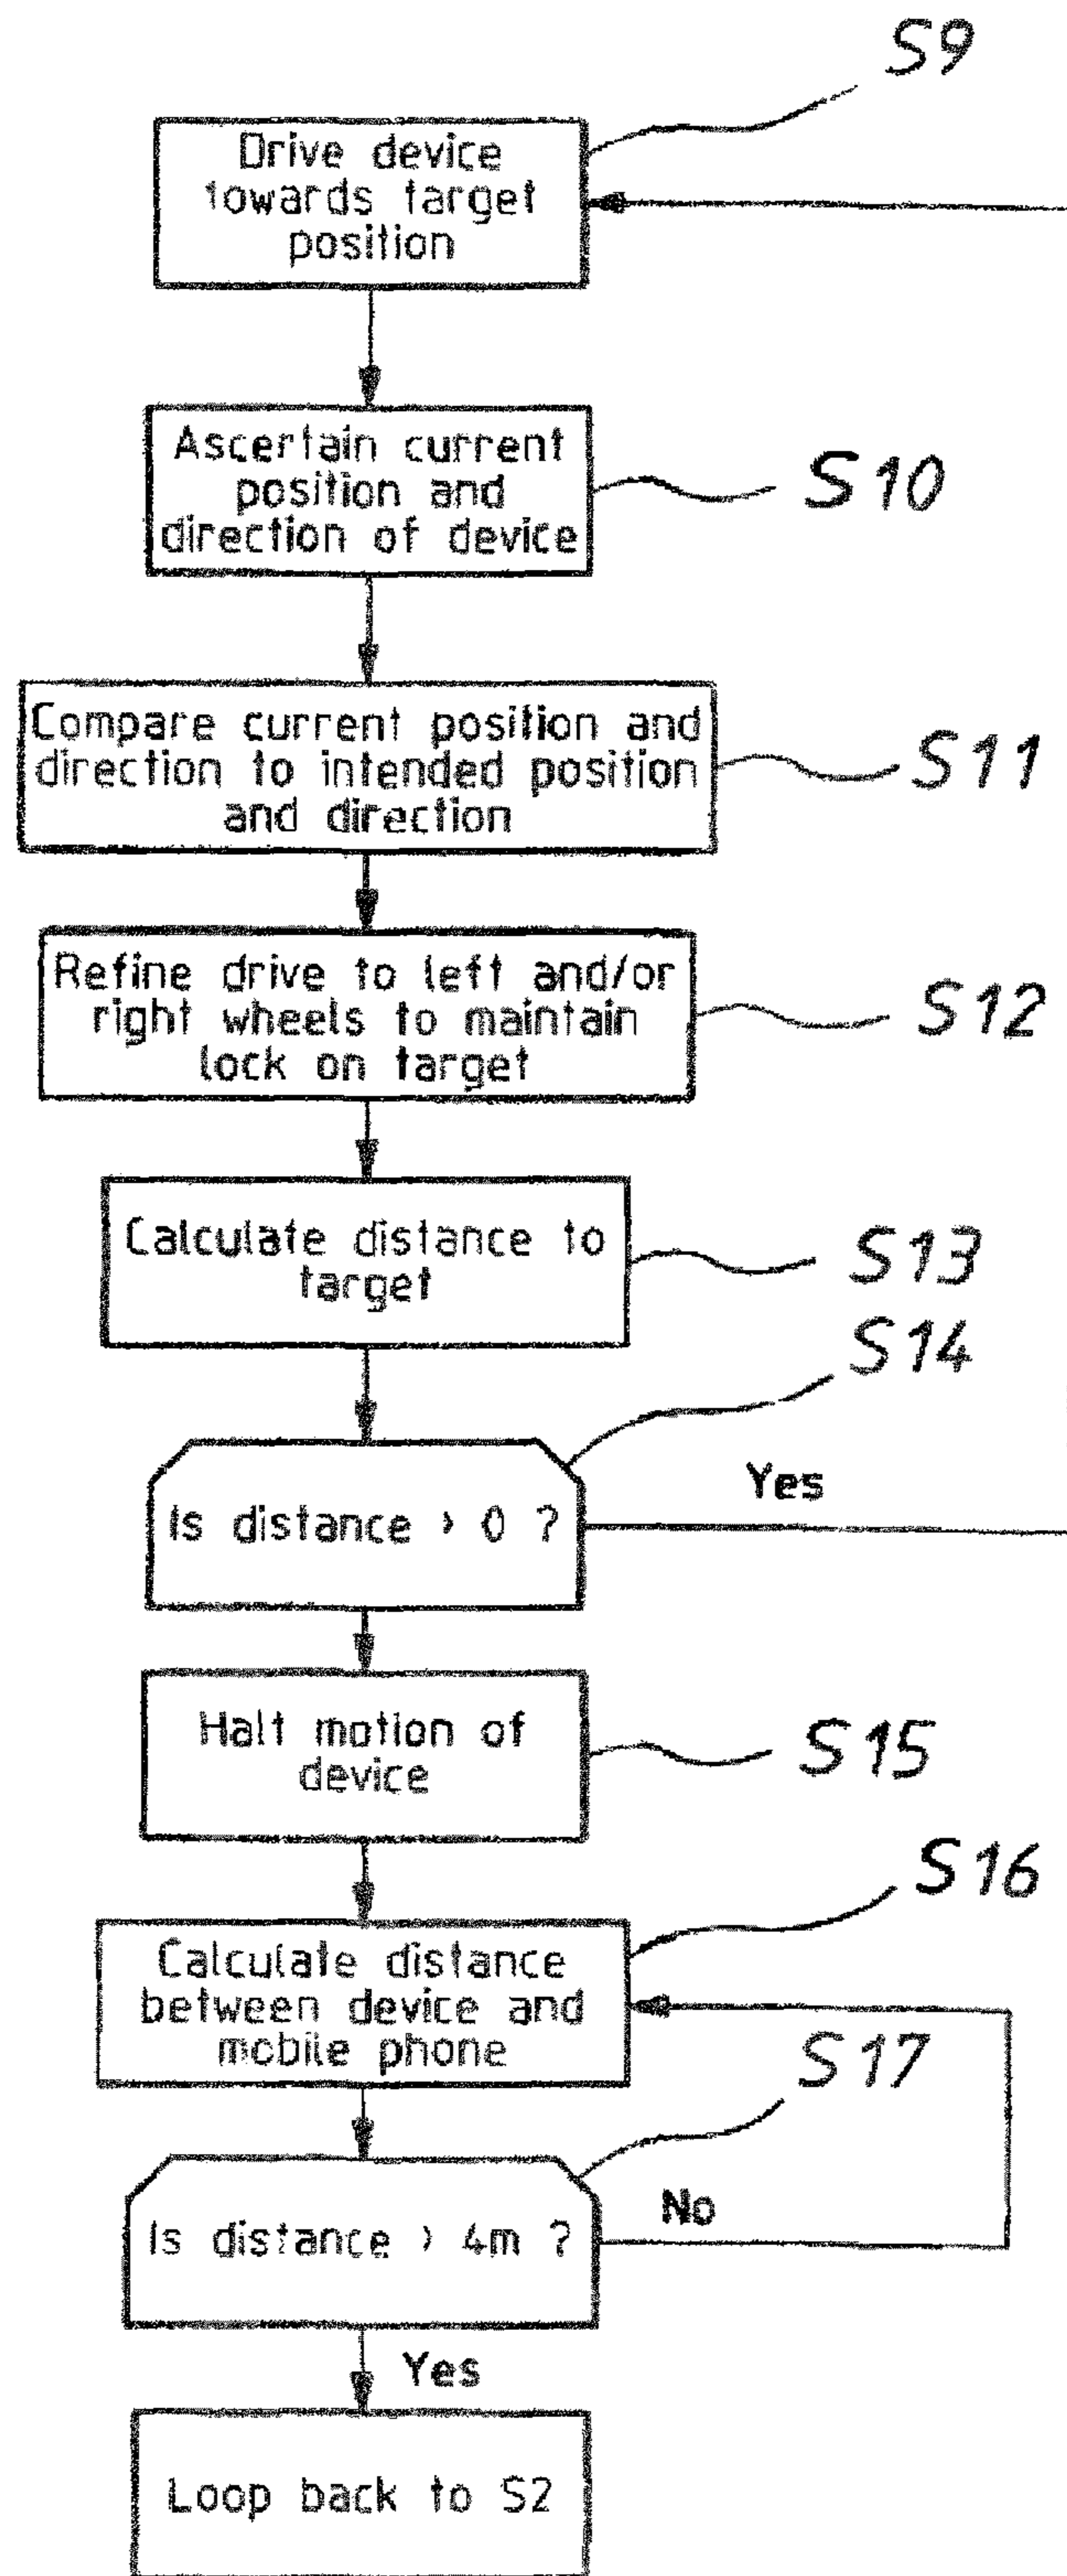 S9
Drive device
towards target
position
Ascertain current
position and
direction of device
S10
Compare current position and
direction to intended position
and direction
S11
Refine drive to left and/or
right wheels to maintain
lock on target
S12
Calculate distance to
target
S13
S14
Is distance > 0 ?
Yes
Halt motion of
device
S15
S16
Calculate distance
between device and
mobile phone
S17
Is distance > 4m ?
No
Yes
Loop back to S2